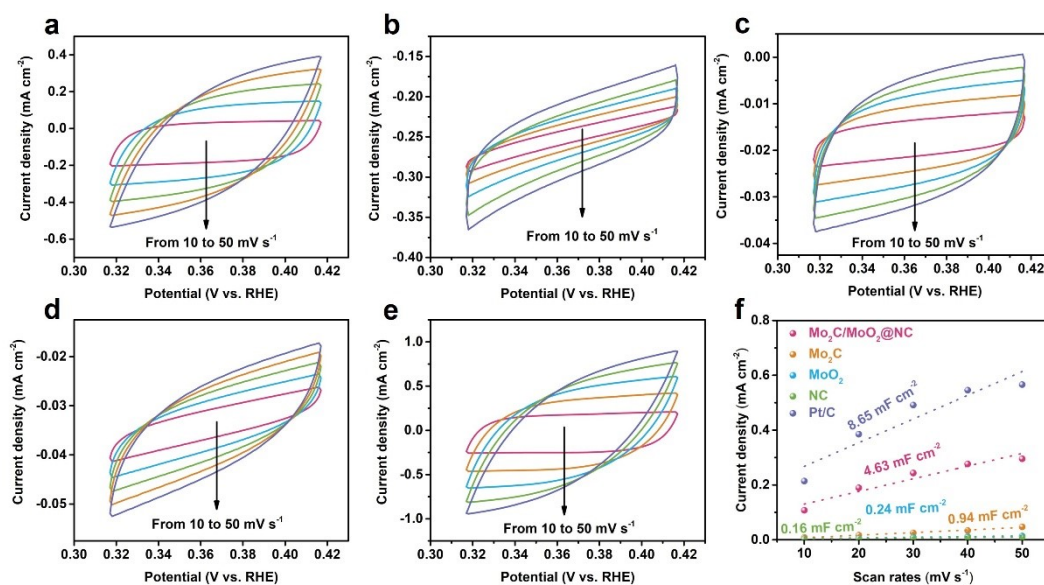 a
0.4
0.2
0.0
-0.2
-0.4
-0.6
Current density (mA cm⁻²)
From 10 to 50 mV s⁻¹
0.30 0.32 0.34 0.36 0.38 0.40 0.42
Potential (V vs. RHE)
b
-0.15
-0.20
-0.25
-0.30
-0.35
-0.40
Current density (mA cm⁻²)
From 10 to 50 mV s⁻¹
0.30 0.32 0.34 0.36 0.38 0.40 0.42
Potential (V vs. RHE)
c
0.00
-0.01
-0.02
-0.03
-0.04
Current density (mA cm⁻²)
From 10 to 50 mV s⁻¹
0.30 0.32 0.34 0.36 0.38 0.40 0.42
Potential (V vs. RHE)
d
-0.02
-0.03
-0.04
-0.05
Current density (mA cm⁻²)
From 10 to 50 mV s⁻¹
0.30 0.32 0.34 0.36 0.38 0.40 0.42
Potential (V vs. RHE)
e
1.0
0.5
0.0
-0.5
-1.0
Current density (mA cm⁻²)
From 10 to 50 mV s⁻¹
0.30 0.32 0.34 0.36 0.38 0.40 0.42
Potential (V vs. RHE)
f
0.8
0.6
0.4
0.2
0.0
Current density (mA cm⁻²)
Mo₂C/MoO₂@NC
Mo₂C
MoO₂
NC
Pt/C
8.65 mF cm⁻²
4.63 mF cm⁻²
0.24 mF cm⁻²
0.16 mF cm⁻²
0.94 mF cm⁻²
10 20 30 40 50
Scan rates (mV s⁻¹)